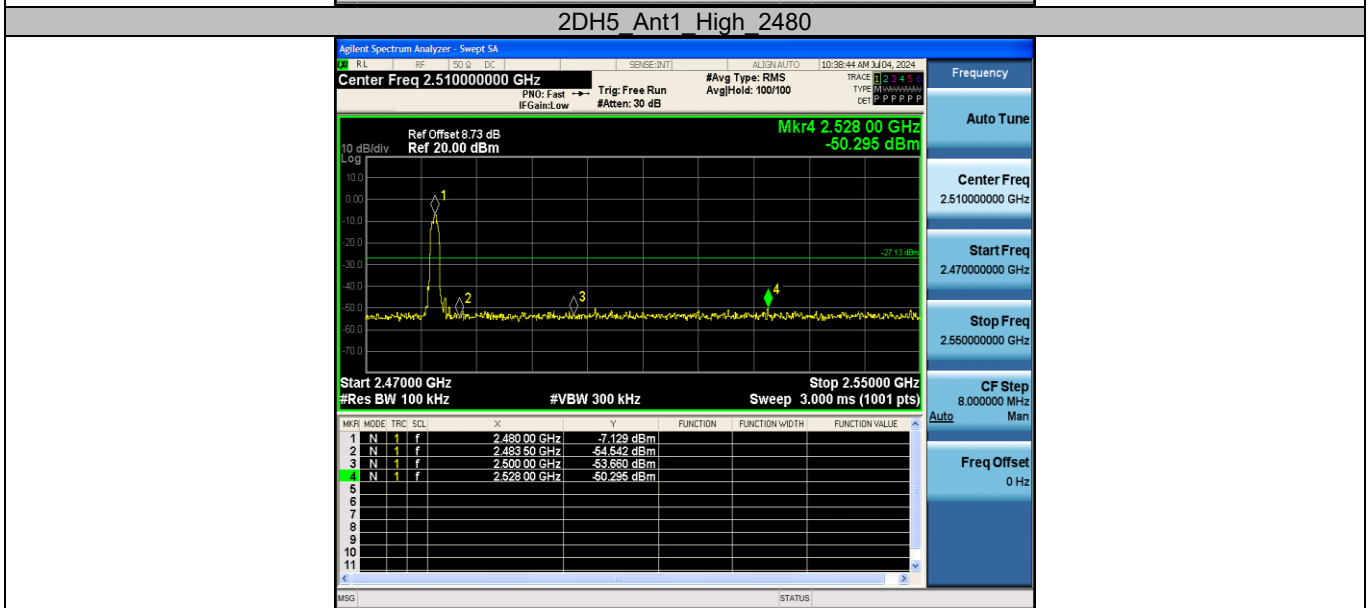 2DH5_Ant1_High_2480
Agilent Spectrum Analyzer - Swept SA
RL RF 50 Ω DC SENSE:INT ALIGN AUTO 10:38:44 AM Jul 04, 2024
Center Freq 2.510000000 GHz
PNO: Fast
IFGain:Low
Trig: Free Run
#Atten: 30 dB
#Avg Type: RMS
Avg|Hold: 100/100
TRACE 1 2 3 4 5 6
TYPE M WWWWW
DET P P P P P P
Frequency
Mkr4 2.528 00 GHz
-50.295 dBm
Ref Offset 8.73 dB
10 dB/div Ref 20.00 dBm
Log
10.0
0.00
-10.0
-20.0
-30.0
-40.0
-50.0
-60.0
-70.0
1
2
3
4
-27.13 dBm
Start 2.47000 GHz Stop 2.55000 GHz
#Res BW 100 kHz #VBW 300 kHz Sweep 3.000 ms (1001 pts)
MKR MODE TRC SCL X Y FUNCTION FUNCTION WIDTH FUNCTION VALUE
1 N 1 f 2.480 00 GHz -7.129 dBm
2 N 1 f 2.483 50 GHz -54.542 dBm
3 N 1 f 2.500 00 GHz -53.660 dBm
4 N 1 f 2.528 00 GHz -50.295 dBm
5
6
7
8
9
10
11
MSG STATUS
Auto Tune
Center Freq
2.510000000 GHz
Start Freq
2.470000000 GHz
Stop Freq
2.550000000 GHz
CF Step
8.000000 MHz
Auto Man
Freq Offset
0 Hz